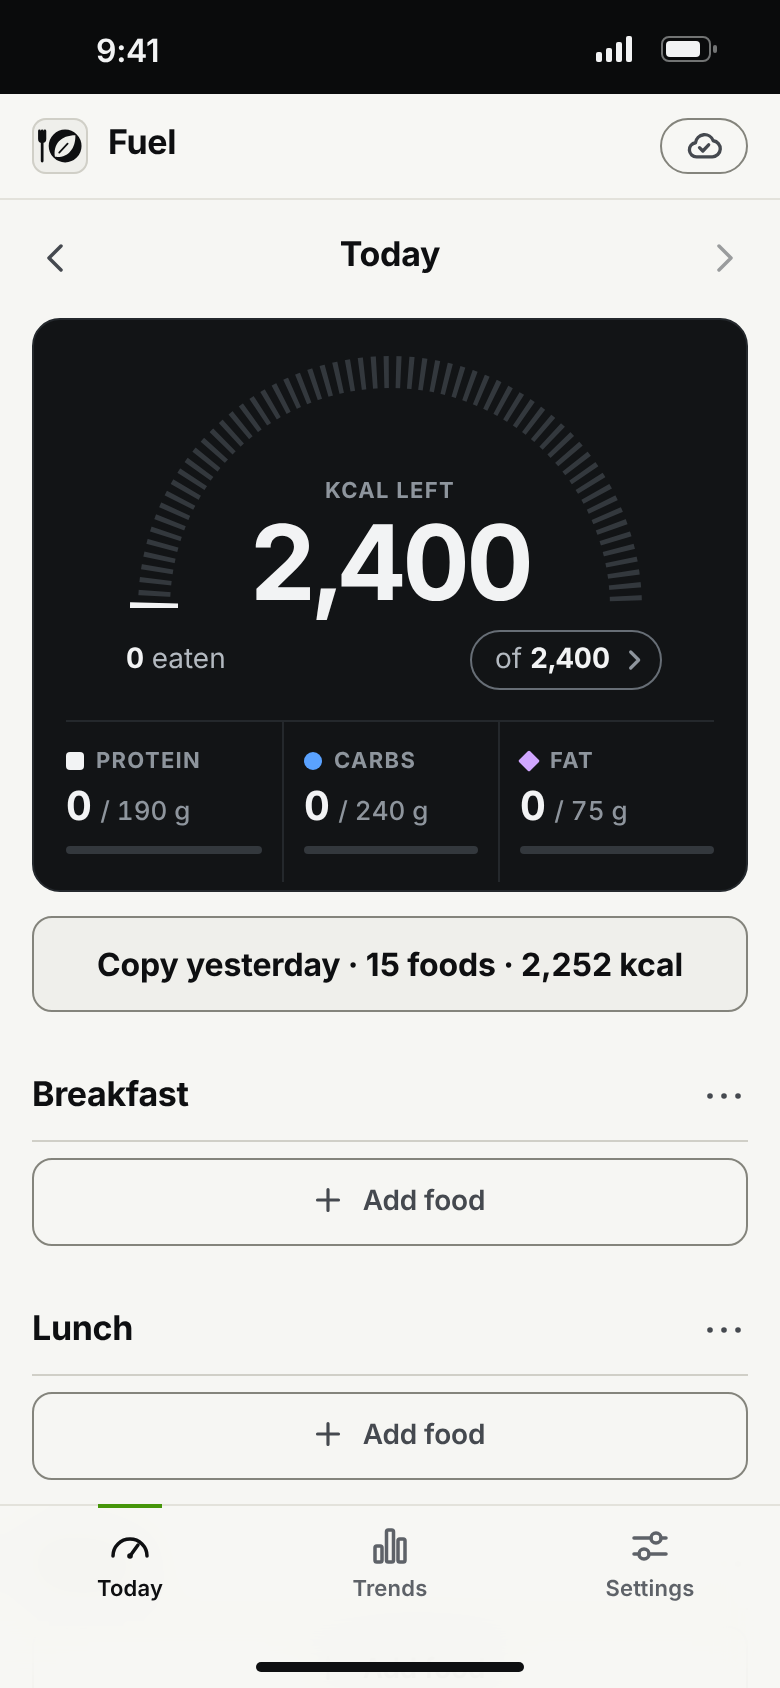 9:41
Fuel
Today
KCAL LEFT
2,400
0 eaten
of 2,400
PROTEIN
0 / 190 g
CARBS
0 / 240 g
FAT
0 / 75 g
Copy yesterday · 15 foods · 2,252 kcal
Breakfast
Add food
Lunch
Add food
Today
Trends
Settings